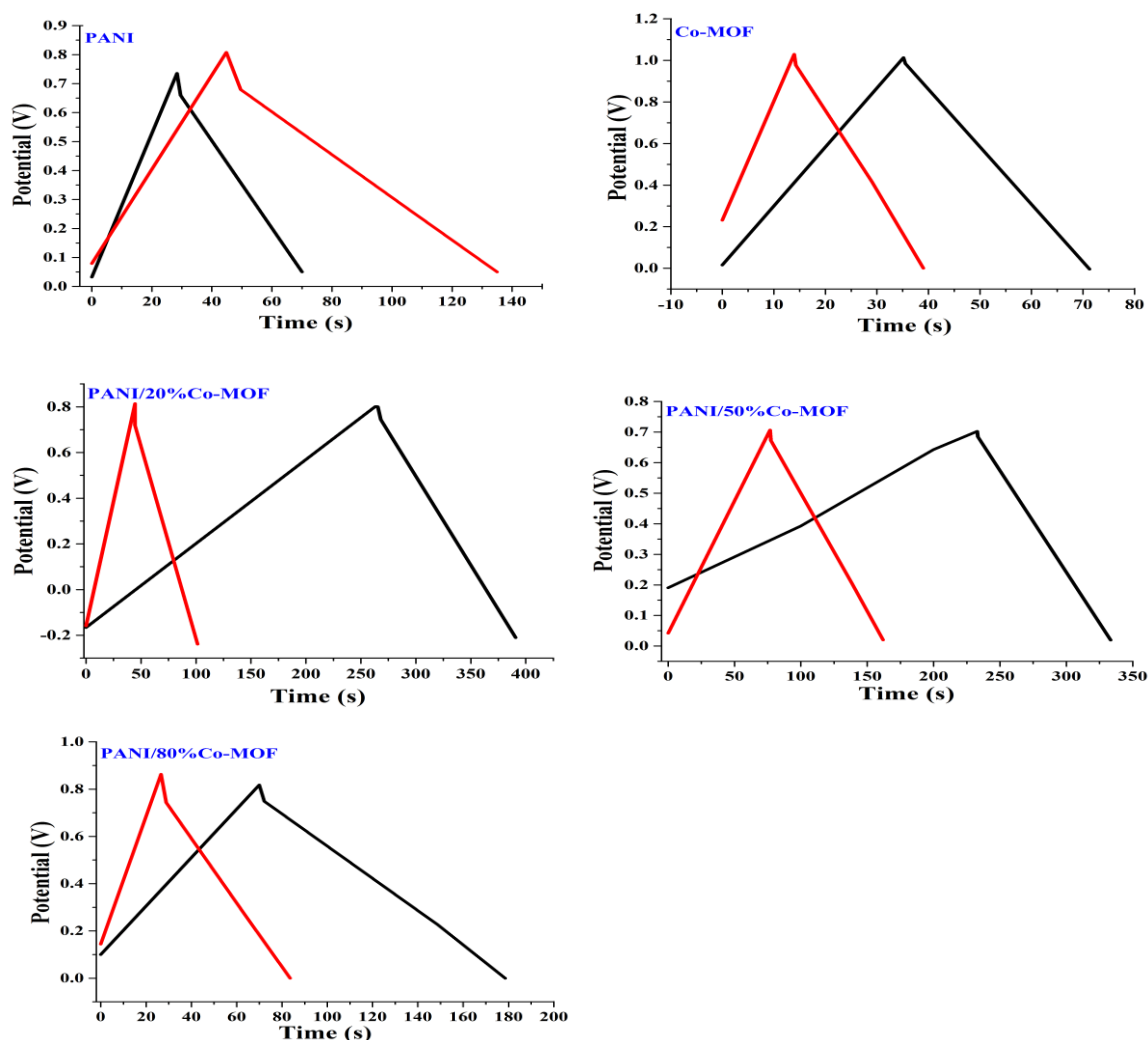 PANI
Potential (V)
0.9
0.8
0.7
0.6
0.5
0.4
0.3
0.2
0.1
0.0
0 20 40 60 80 100 120 140
Time (s)
Co-MOF
Potential (V)
1.2
1.0
0.8
0.6
0.4
0.2
0.0
-10 0 10 20 30 40 50 60 70 80
Time (s)
PANI/20%Co-MOF
Potential (V)
0.8
0.6
0.4
0.2
0.0
-0.2
0 50 100 150 200 250 300 350 400
Time (s)
PANI/50%Co-MOF
Potential (V)
0.8
0.7
0.6
0.5
0.4
0.3
0.2
0.1
0.0
0 50 100 150 200 250 300 350
Time (s)
PANI/80%Co-MOF
Potential (V)
1.0
0.8
0.6
0.4
0.2
0.0
0 20 40 60 80 100 120 140 160 180 200
Time (s)